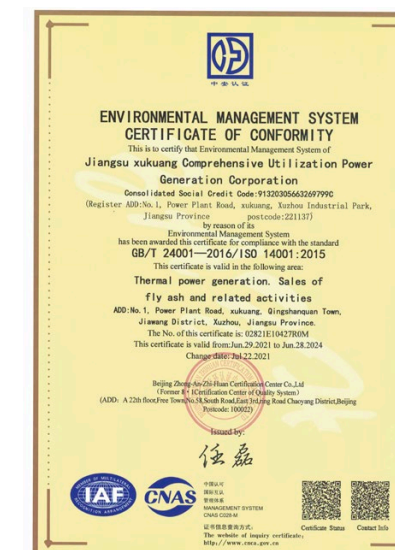 中安认证
ENVIRONMENTAL MANAGEMENT SYSTEM
CERTIFICATE OF CONFORMITY
This is to certify that Environmental Management System of
Jiangsu xukuang Comprehensive Utilization Power
Generation Corporation
Consolidated Social Credit Code:91320305663269799C
(Register ADD:No.1, Power Plant Road, xukuang, Xuzhou Industrial Park,
Jiangsu Province postcode:221137)
by reason of its
Environmental Management System
has been awarded this certificate for compliance with the standard
GB/T 24001—2016/ISO 14001:2015
This certificate is valid in the following area:
Thermal power generation. Sales of
fly ash and related activities
ADD:No.1, Power Plant Road, xukuang, Qingshanquan Town,
Jiawang District, Xuzhou, Jiangsu Province.
The No. of this certificate is: 02821E10427R0M
This certificate is valid from:Jun.29.2021 to Jun.28.2024
Change date: Jul.22.2021
Beijing Zhong-An-Zhi-Huan Certification Center Co.,Ltd
Certification Center of Quality System)
(ADD: A 22th floor,Free Town,No.58,South Road,East 3rd,ring Road Chaoyang District,Beijing
Postcode: 100022)
Issued by:
任磊
IAF
CNAS
中国认可
国际互认
管理体系
MANAGEMENT SYSTEM
CNAS C028-M
证书信息查询方式:
The website of inquiry certificate:
http://www.cnca.gov.cn
Certificate Status
Contact Info